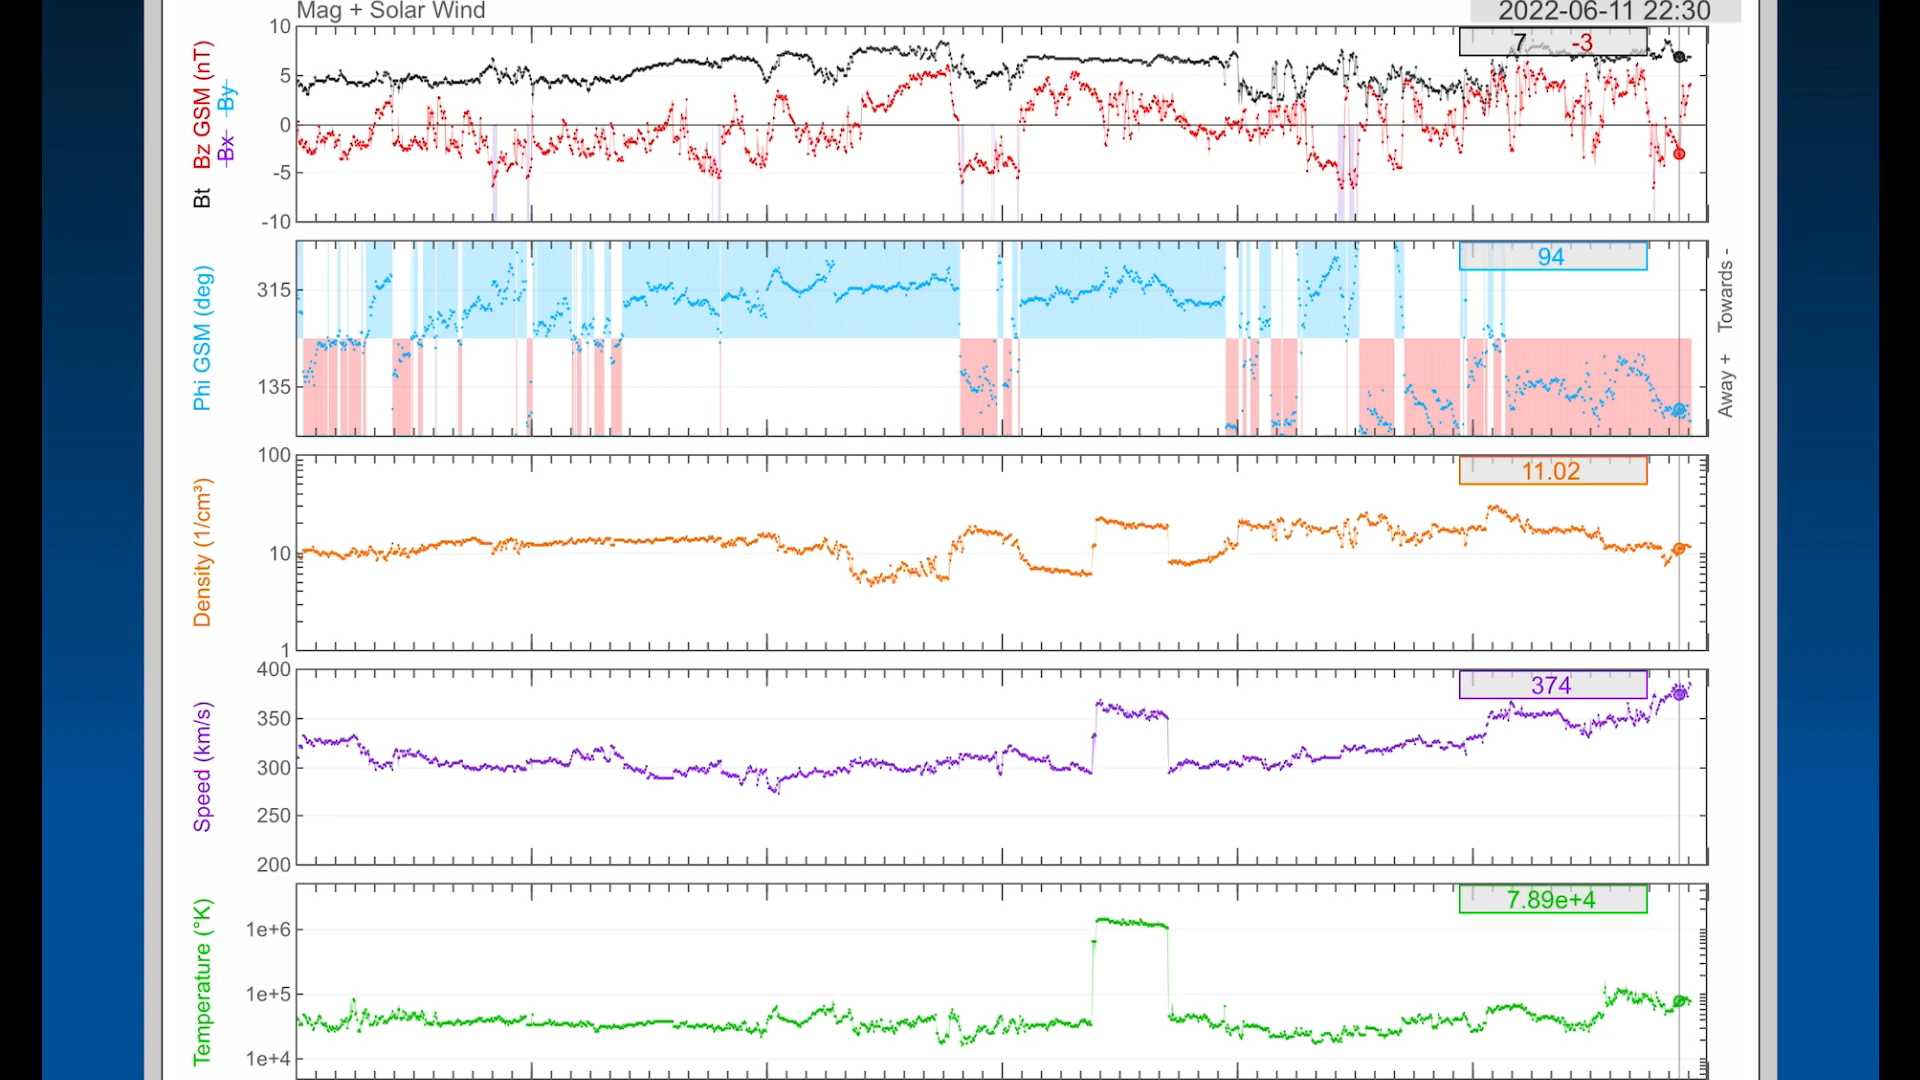 Mag + Solar Wind
2022-06-11 22:30
Bt Bz GSM (nT)
Bx By
10
5
0
-5
-10
7 -3
Phi GSM (deg)
315
135
94
Away + Towards -
Density (1/cm³)
100
10
1
11.02
Speed (km/s)
400
350
300
250
200
374
Temperature (°K)
1e+6
1e+5
1e+4
7.89e+4